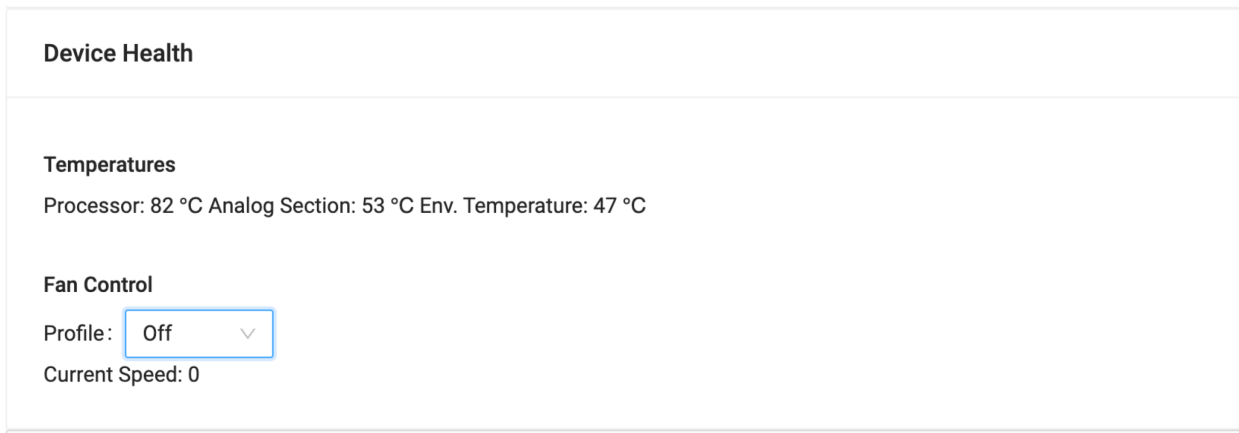 Device Health
Temperatures
Processor: 82 °C Analog Section: 53 °C Env. Temperature: 47 °C
Fan Control
Profile: Off
Current Speed: 0